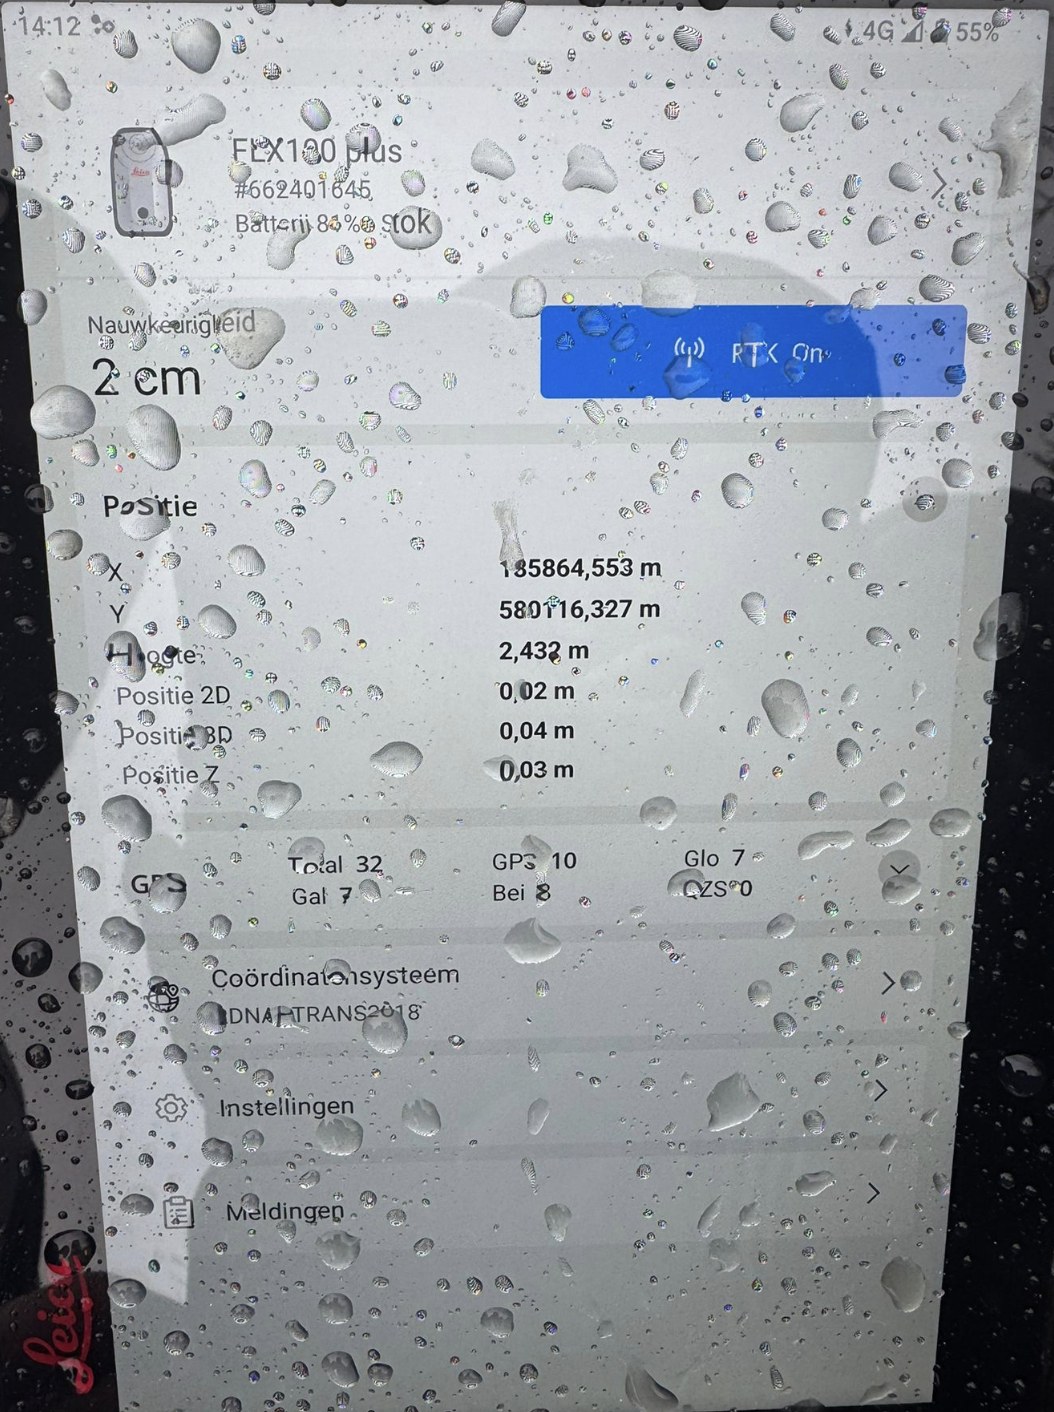 14:12 4G 55%
FLX100 plus
#662401645
Batterij 8 % Stok
Nauwkeurigheid
2 cm
RTK On
Positie
X 185864,553 m
Y 580116,327 m
Hoogte 2,432 m
Positie 2D 0,02 m
Positie 3D 0,04 m
Positie Z 0,03 m
GPS Total 32 GPS 10 Glo 7
Gal 7 Bei 8 QZS 0
Coördinatensysteem
RDNAPTRANS2018
Instellingen
Meldingen
Leica